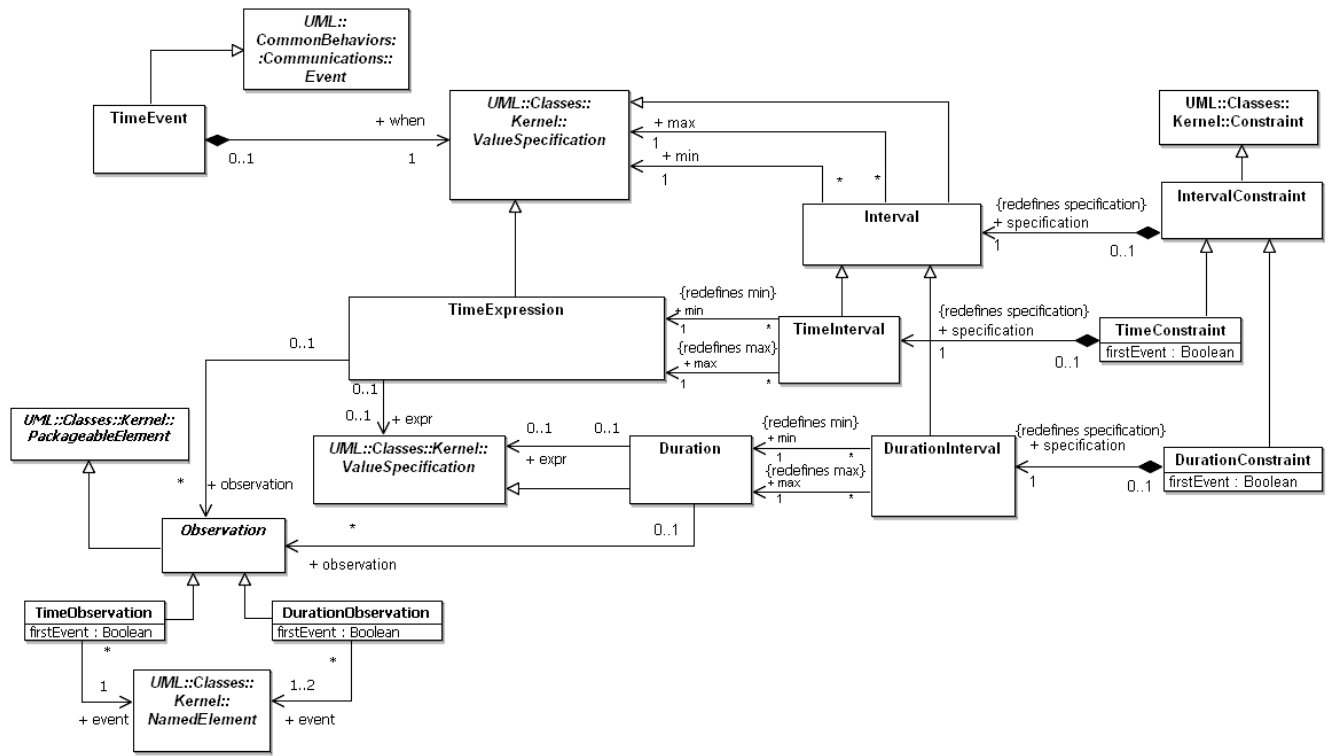 UML::
CommonBehaviors:
:Communications::
Event
TimeEvent
+ when
0..1
1
UML::Classes::
Kernel::
ValueSpecification
+ max
1
+ min
1
*
*
UML::Classes::
Kernel::Constraint
Interval
{redefines specification}
+ specification
1
0..1
IntervalConstraint
TimeExpression
{redefines min}
+ min
1
*
{redefines max}
+ max
1
*
TimeInterval
{redefines specification}
+ specification
1
0..1
TimeConstraint
firstEvent : Boolean
0..1
0..1
0..1
+ expr
UML::Classes::Kernel::
PackageableElement
*
+ observation
UML::Classes::Kernel::
ValueSpecification
0..1
0..1
+ expr
Duration
{redefines min}
+ min
1
*
{redefines max}
+ max
1
*
DurationInterval
{redefines specification}
+ specification
1
0..1
DurationConstraint
firstEvent : Boolean
Observation
*
0..1
+ observation
TimeObservation
firstEvent : Boolean
DurationObservation
firstEvent : Boolean
*
*
1
1..2
+ event
+ event
UML::Classes::
Kernel::
NamedElement